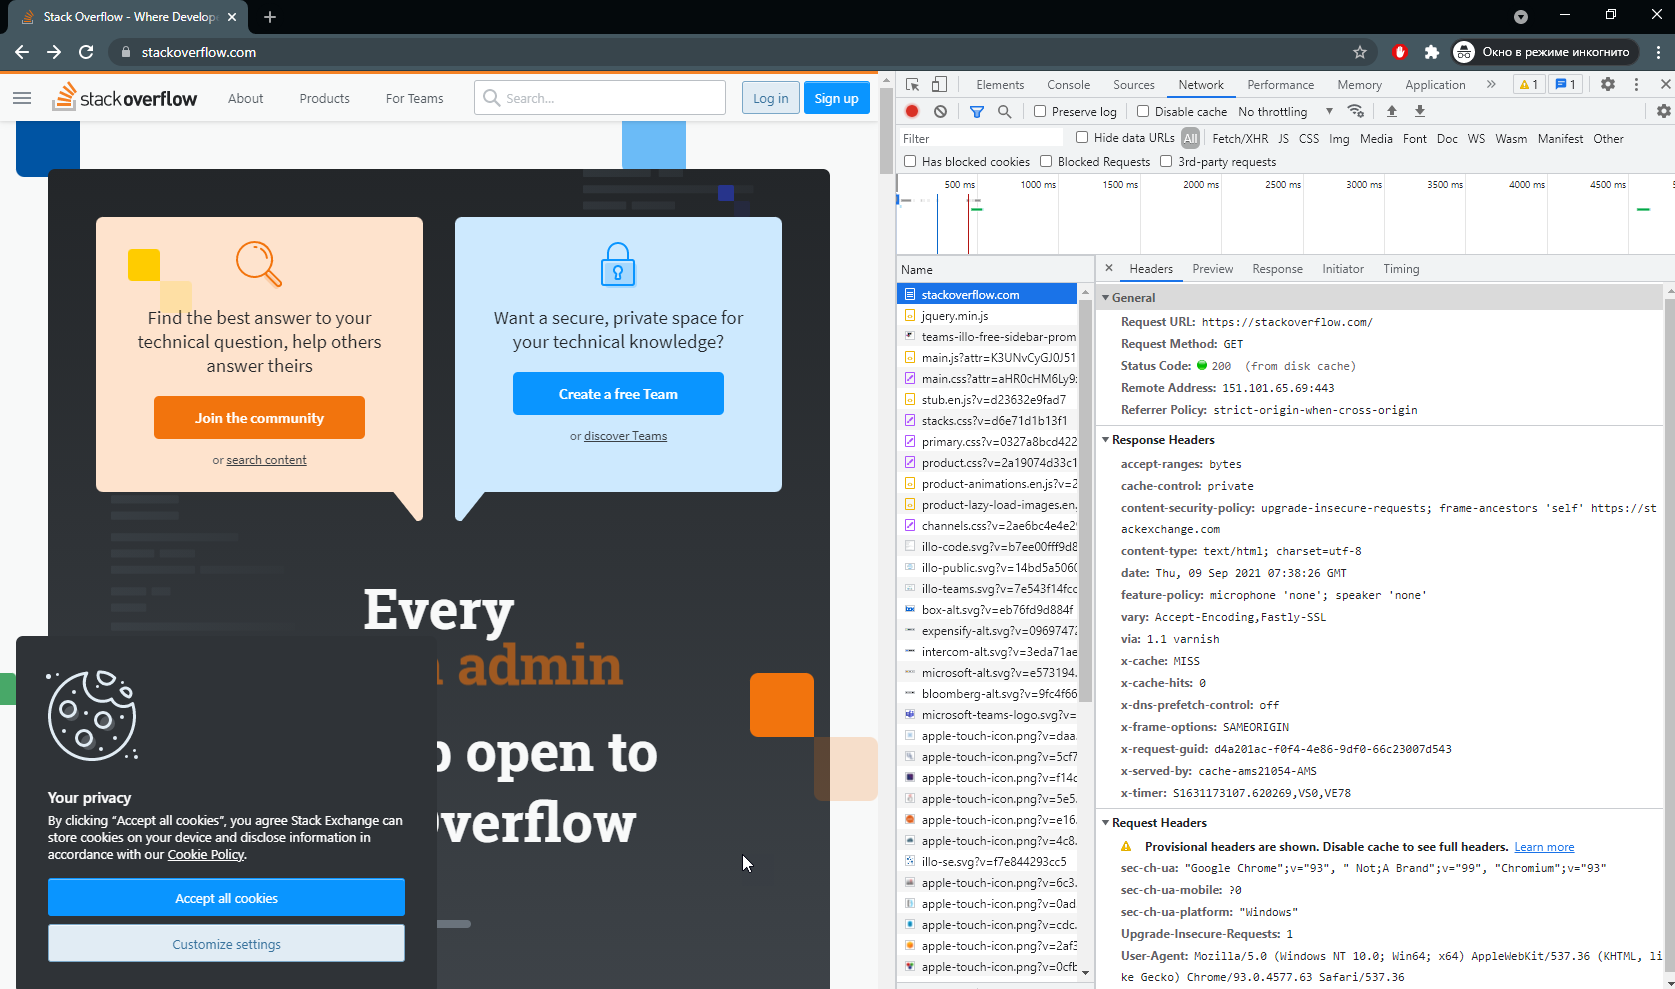 Stack Overflow - Where Develop
stackoverflow.com
Окно в режиме инкогнито
stackoverflow
About
Products
For Teams
Search...
Log in
Sign up
Find the best answer to your
technical question, help others
answer theirs
Join the community
or search content
Want a secure, private space for
your technical knowledge?
Create a free Team
or discover Teams
Every
admin
open to
verflow
Your privacy
By clicking “Accept all cookies”, you agree Stack Exchange can
store cookies on your device and disclose information in
accordance with our Cookie Policy.
Accept all cookies
Customize settings
Elements Console Sources Network Performance Memory Application » 1 1
Preserve log Disable cache No throttling
Filter Hide data URLs All Fetch/XHR JS CSS Img Media Font Doc WS Wasm Manifest Other
Has blocked cookies Blocked Requests 3rd-party requests
500 ms 1000 ms 1500 ms 2000 ms 2500 ms 3000 ms 3500 ms 4000 ms 4500 ms
Name
stackoverflow.com
jquery.min.js
teams-illo-free-sidebar-prom
main.js?attr=K3UNvCyGJ0J51
main.css?attr=aHR0cHM6Ly9
stub.en.js?v=d23632e9fad7
stacks.css?v=d6e71d1b13f1
primary.css?v=0327a8bcd422
product.css?v=2a19074d33c1
product-animations.en.js?v=2
product-lazy-load-images.en.
channels.css?v=2ae6bc4e4e2
illo-code.svg?v=b7ee00fff9d8
illo-public.svg?v=14bd5a506
illo-teams.svg?v=7e543f14fc
box-alt.svg?v=eb76fd9d884f
expensify-alt.svg?v=0969747
intercom-alt.svg?v=3eda71ae
microsoft-alt.svg?v=e573194.
bloomberg-alt.svg?v=9fc4f66
microsoft-teams-logo.svg?v=
apple-touch-icon.png?v=daa
apple-touch-icon.png?v=5cf7
apple-touch-icon.png?v=f14c
apple-touch-icon.png?v=5e5.
apple-touch-icon.png?v=e16.
apple-touch-icon.png?v=4c8.
illo-se.svg?v=f7e844293cc5
apple-touch-icon.png?v=6c3.
apple-touch-icon.png?v=0ad
apple-touch-icon.png?v=cdc.
apple-touch-icon.png?v=2af3
apple-touch-icon.png?v=0cfb
Headers Preview Response Initiator Timing
General
Request URL: https://stackoverflow.com/
Request Method: GET
Status Code: 200 (from disk cache)
Remote Address: 151.101.65.69:443
Referrer Policy: strict-origin-when-cross-origin
Response Headers
accept-ranges: bytes
cache-control: private
content-security-policy: upgrade-insecure-requests; frame-ancestors 'self' https://st
ackexchange.com
content-type: text/html; charset=utf-8
date: Thu, 09 Sep 2021 07:38:26 GMT
feature-policy: microphone 'none'; speaker 'none'
vary: Accept-Encoding,Fastly-SSL
via: 1.1 varnish
x-cache: MISS
x-cache-hits: 0
x-dns-prefetch-control: off
x-frame-options: SAMEORIGIN
x-request-guid: d4a201ac-f0f4-4e86-9df0-66c23007d543
x-served-by: cache-ams21054-AMS
x-timer: S1631173107.620269,VS0,VE78
Request Headers
Provisional headers are shown. Disable cache to see full headers. Learn more
sec-ch-ua: "Google Chrome";v="93", " Not;A Brand";v="99", "Chromium";v="93"
sec-ch-ua-mobile: ?0
sec-ch-ua-platform: "Windows"
Upgrade-Insecure-Requests: 1
User-Agent: Mozilla/5.0 (Windows NT 10.0; Win64; x64) AppleWebKit/537.36 (KHTML, li
ke Gecko) Chrome/93.0.4577.63 Safari/537.36